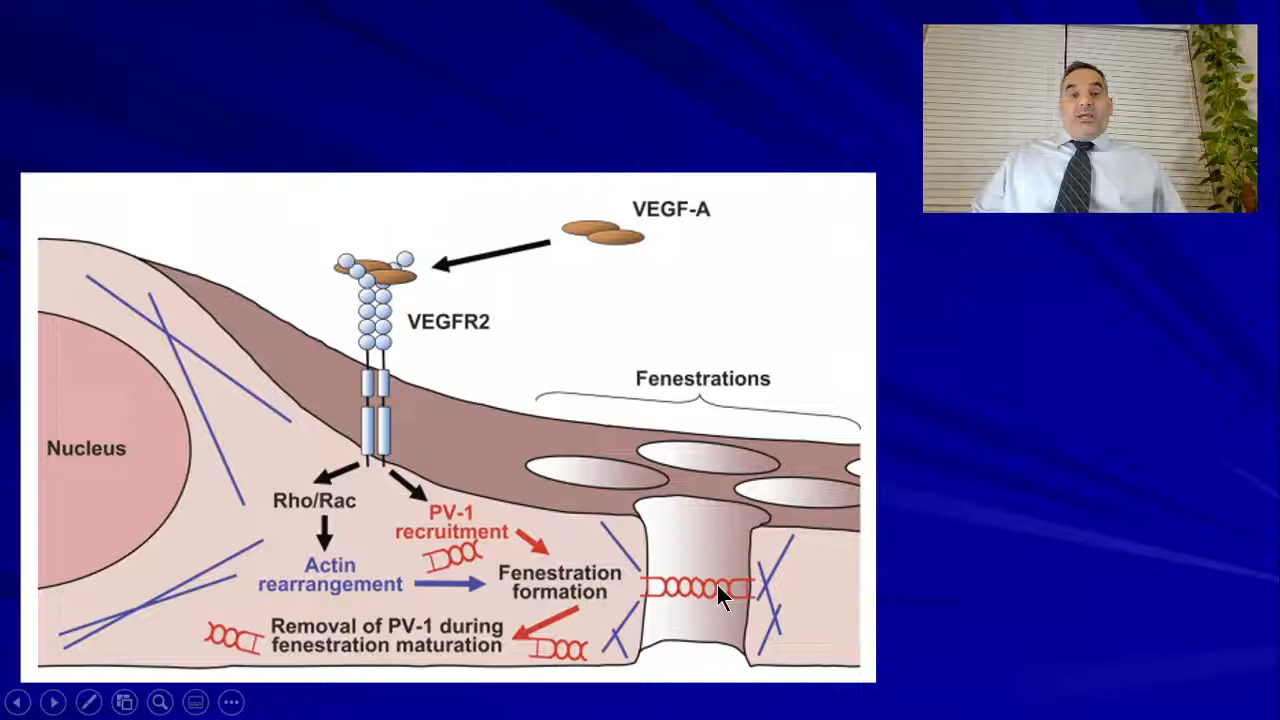 VEGF-A
VEGFR2
Fenestrations
Nucleus
Rho/Rac
PV-1
recruitment
Actin
rearrangement
Fenestration
formation
Removal of PV-1 during
fenestration maturation